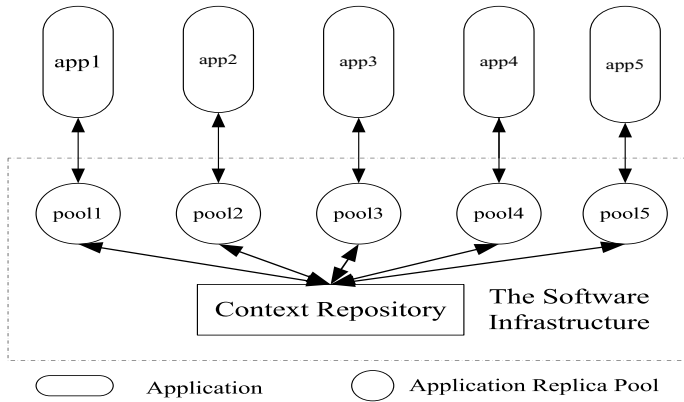 app1
app2
app3
app4
app5
pool1
pool2
pool3
pool4
pool5
Context Repository
The Software
Infrastructure
Application
Application Replica Pool